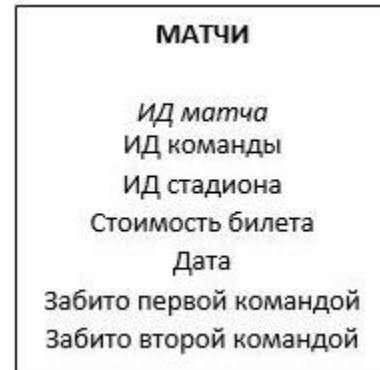 МАТЧИ
ИД матча
ИД команды
ИД стадиона
Стоимость билета
Дата
Забито первой командой
Забито второй командой